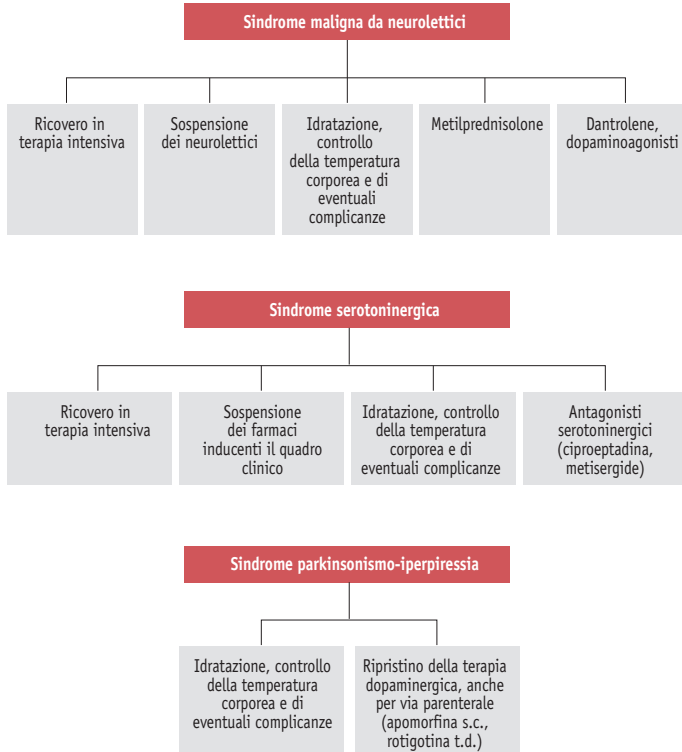 Sindrome maligna da neurolettici
Ricovero in
terapia intensiva
Sospensione
dei neurolettici
Idratazione,
controllo
della temperatura
corporea e di
eventuali
complicanze
Metilprednisolone
Dantrolene,
dopaminoagonisti
Sindrome serotoninergica
Ricovero in
terapia intensiva
Sospensione
dei farmaci
inducenti il quadro
clinico
Idratazione, controllo
della temperatura
corporea e di
eventuali complicanze
Antagonisti
serotoninergici
(ciproeptadina,
metisergide)
Sindrome parkinsonismo-iperpiressia
Idratazione, controllo
della temperatura
corporea e di
eventuali complicanze
Ripristino della terapia
dopaminergica, anche
per via parenterale
(apomorfina s.c.,
rotigotina t.d.)